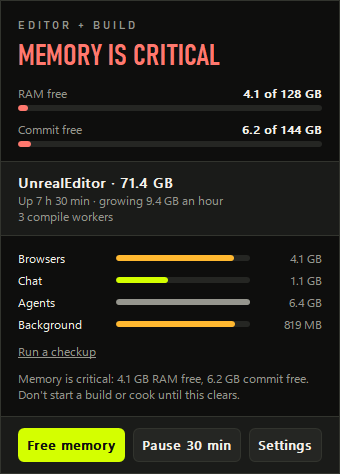 EDITOR + BUILD
MEMORY IS CRITICAL
RAM free 4.1 of 128 GB
Commit free 6.2 of 144 GB
UnrealEditor · 71.4 GB
Up 7 h 30 min · growing 9.4 GB an hour
3 compile workers
Browsers 4.1 GB
Chat 1.1 GB
Agents 6.4 GB
Background 819 MB
Run a checkup
Memory is critical: 4.1 GB RAM free, 6.2 GB commit free.
Don't start a build or cook until this clears.
Free memory Pause 30 min Settings